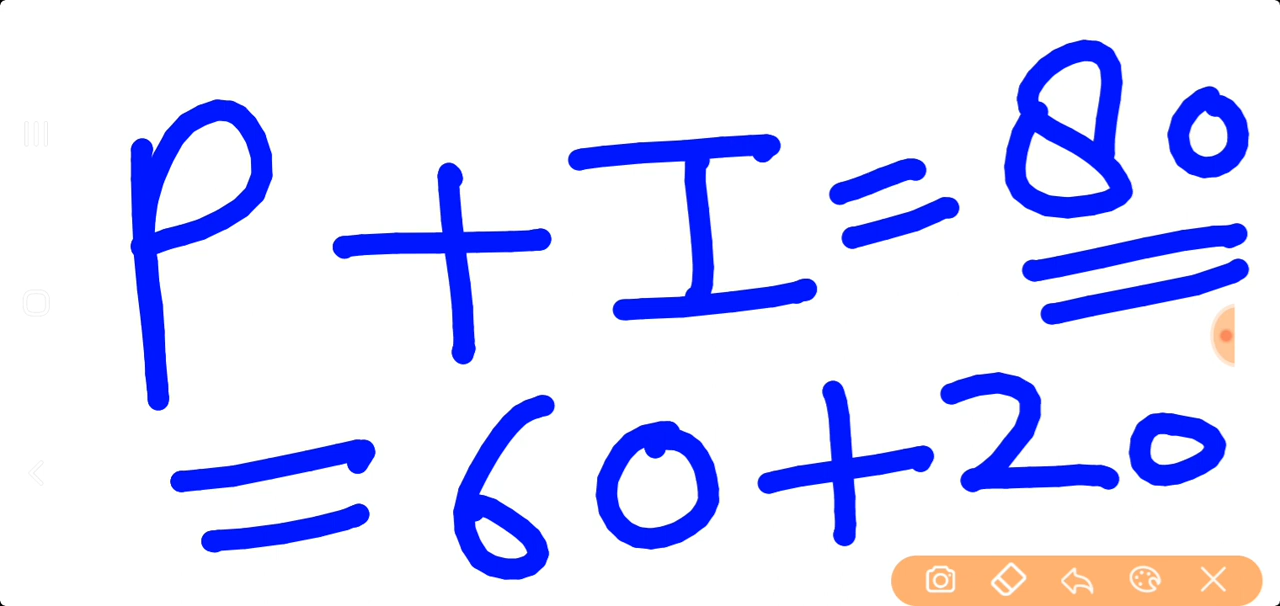 P + I = 80
= 60 + 20